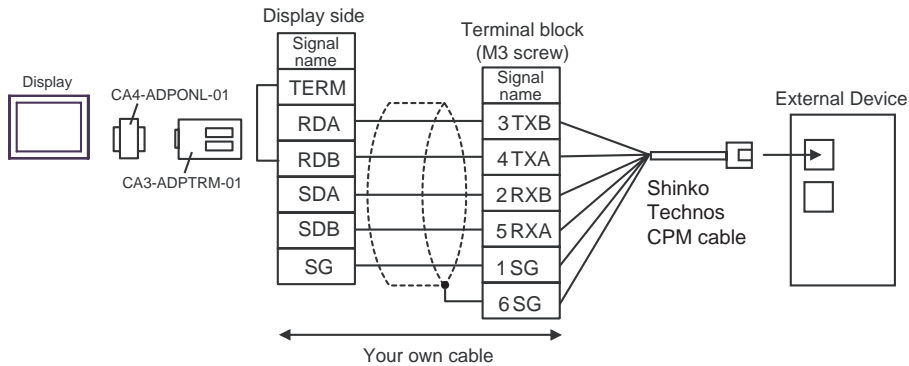 Display side
Signal
name
TERM
RDA
RDB
SDA
SDB
SG
Terminal block
(M3 screw)
Signal
name
3 TXB
4 TXA
2 RXB
5 RXA
1 SG
6 SG
Display
CA4-ADPONL-01
CA3-ADPTRM-01
External Device
Shinko
Technos
CPM cable
Your own cable